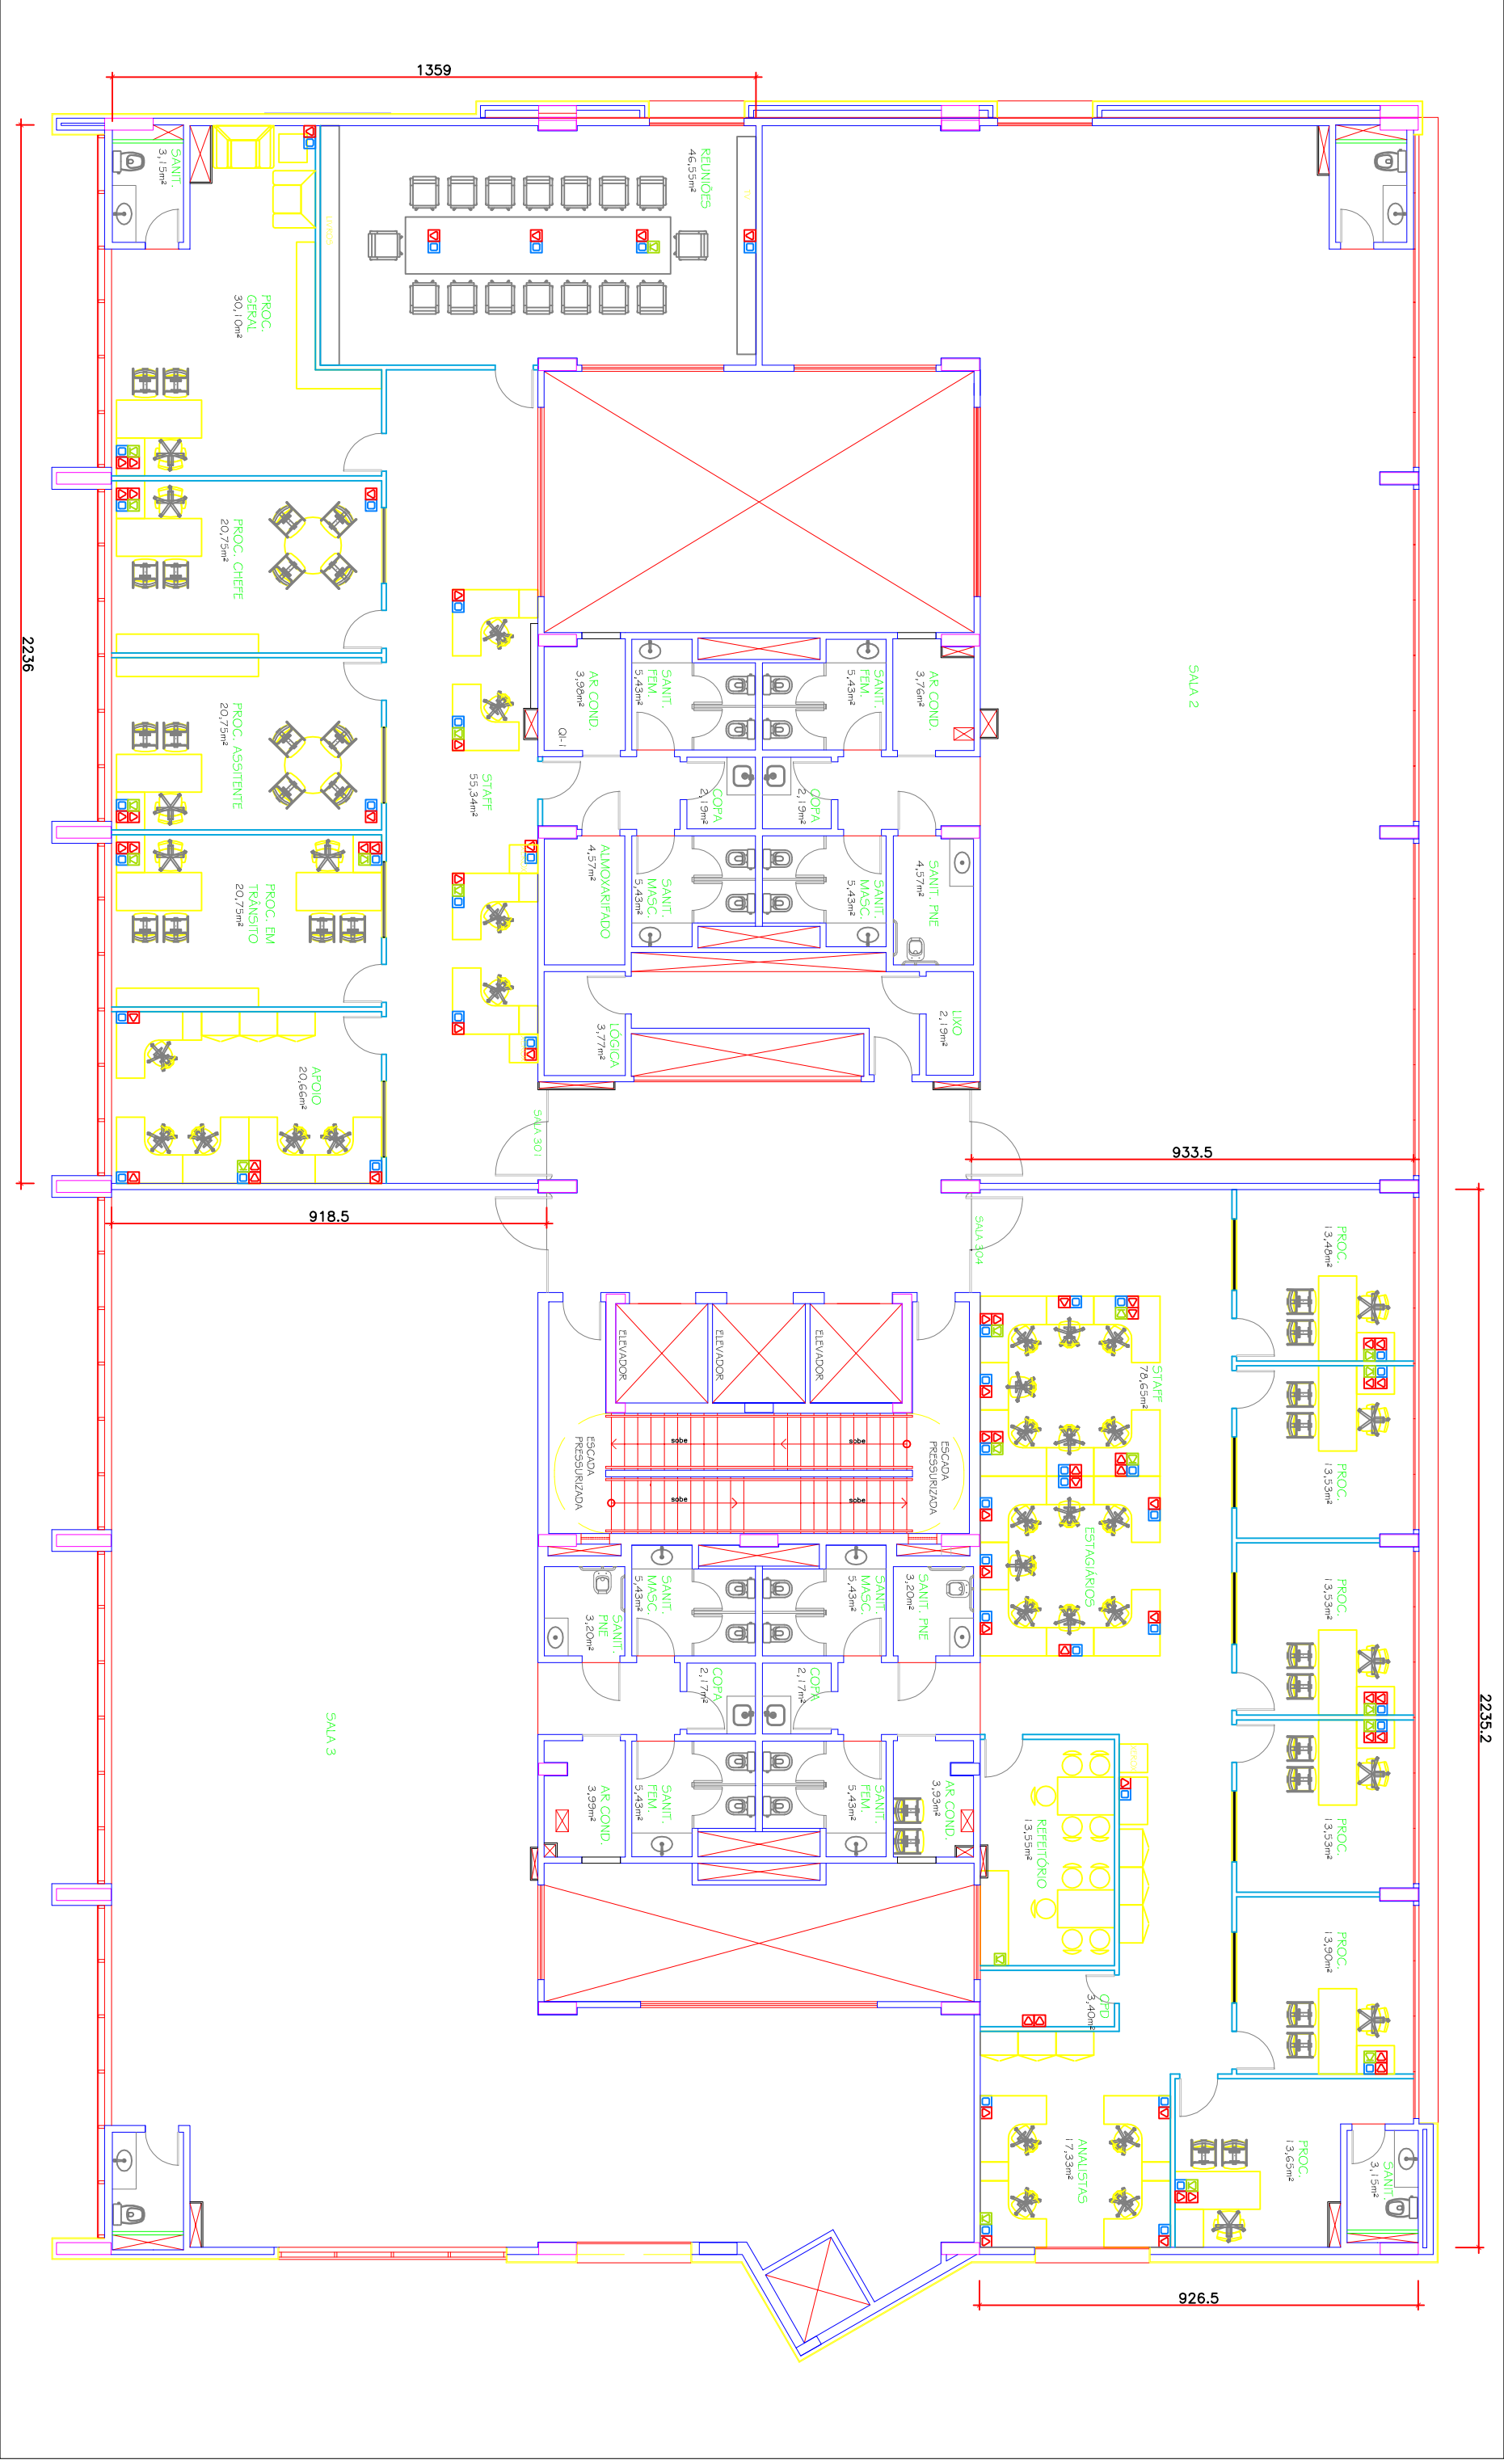 1359
2236
SANIT.
3,15m²
REUNIÕES
46,55m²
TV
PROC.
GERAL
30,10m²
PROC. CHEFE
20,75m²
PROC. ASSITENTE
20,75m²
PROC. EM
TRÂNSITO
20,75m²
APOIO
20,66m²
STAFF
55,34m²
SALA 2
AR COND.
3,98m²
QI-1
SANIT.
FEM.
5,43m²
SANIT.
FEM.
5,43m²
AR COND.
3,76m²
COPA
2,19m²
COPA
2,19m²
ALMOXARIFADO
4,57m²
SANIT.
MASC.
5,43m²
SANIT.
MASC.
5,43m²
SANIT. PNE
4,57m²
LÓGICA
3,77m²
LIXO
2,19m²
SALA 301
933.5
918.5
SALA 304
2235.2
ELEVADOR
ELEVADOR
ELEVADOR
sobe
sobe
sobe
sobe
ESCADA
PRESSURIZADA
ESCADA
PRESSURIZADA
STAFF
78,65m²
ESTAGIÁRIOS
PROC.
13,48m²
PROC.
13,53m²
PROC.
13,53m²
PROC.
13,53m²
PROC.
13,90m²
PROC.
13,65m²
SANIT.
3,15m²
SANIT.
PNE
3,20m²
SANIT.
MASC.
5,43m²
SANIT.
MASC.
5,43m²
SANIT. PNE
3,20m²
COPA
2,17m²
COPA
2,17m²
AR COND.
3,99m²
SANIT.
FEM.
5,43m²
SANIT.
FEM.
5,43m²
AR COND.
3,93m²
REFEITÓRIO
13,55m²
CPD
3,40m²
ANALISTAS
17,33m²
SALA 3
926.5